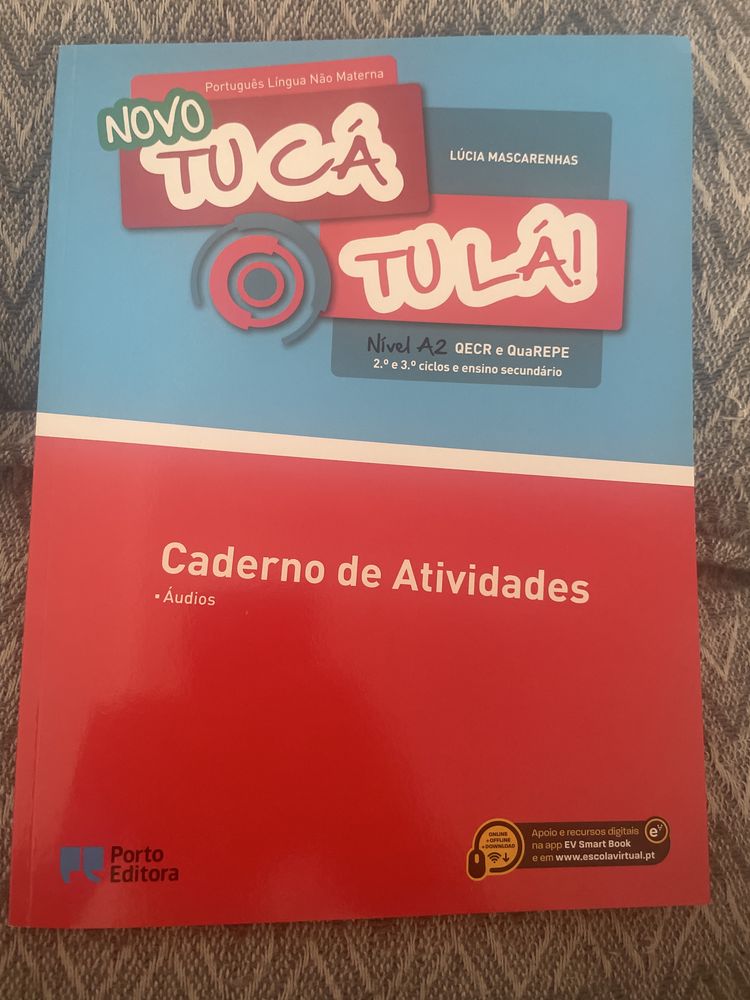 Português Língua Não Materna
NOVO
TU CÁ
LÚCIA MASCARENHAS
TU LÁ!
Nível A2 QECR e QuaREPE
2.º e 3.º ciclos e ensino secundário
Caderno de Atividades
▪ Áudios
Porto
Editora
ONLINE
e OFFLINE
• DOWNLOAD
Apoio e recursos digitais
na app EV Smart Book
e em www.escolavirtual.pt
e